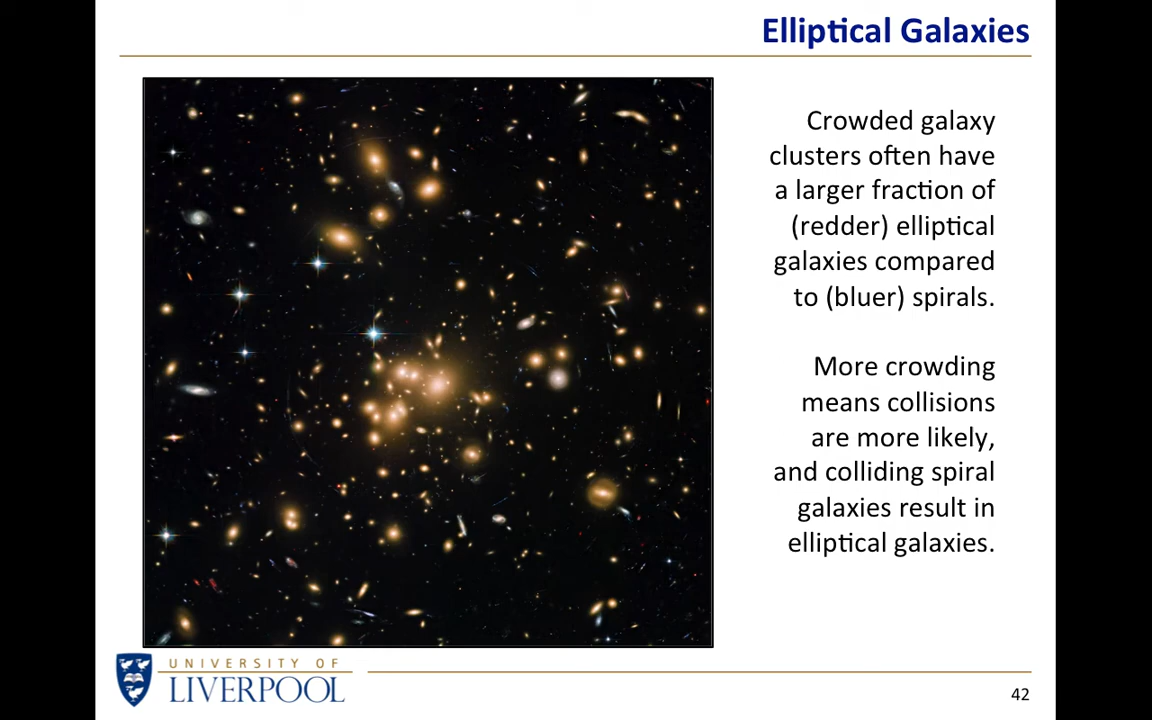 Elliptical Galaxies
Crowded galaxy
clusters often have
a larger fraction of
(redder) elliptical
galaxies compared
to (bluer) spirals.
More crowding
means collisions
are more likely,
and colliding spiral
galaxies result in
elliptical galaxies.
UNIVERSITY OF
LIVERPOOL
42